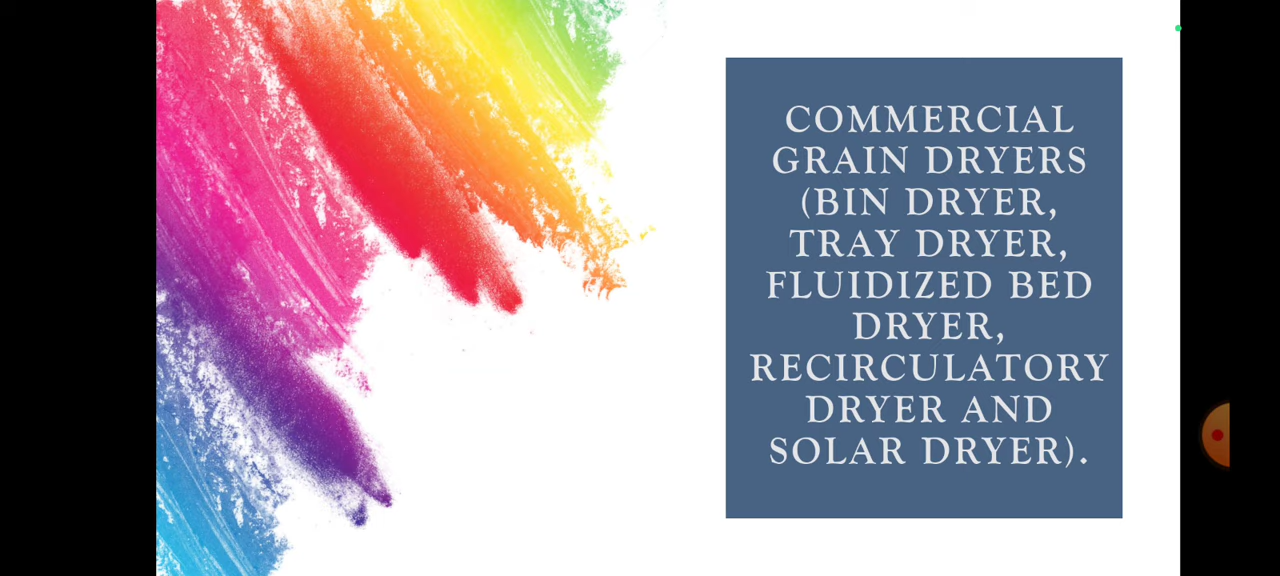 COMMERCIAL
GRAIN DRYERS
(BIN DRYER,
TRAY DRYER,
FLUIDIZED BED
DRYER,
RECIRCULATORY
DRYER AND
SOLAR DRYER).